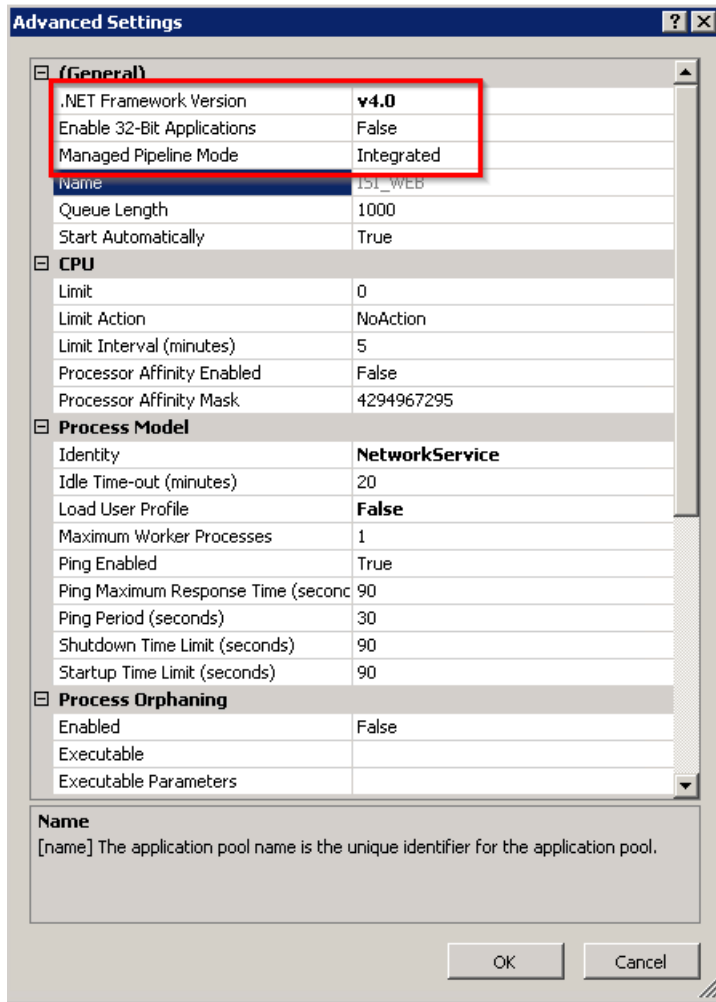 Advanced Settings
(General)
.NET Framework Version v4.0
Enable 32-Bit Applications False
Managed Pipeline Mode Integrated
Name ISI_WEB
Queue Length 1000
Start Automatically True
CPU
Limit 0
Limit Action NoAction
Limit Interval (minutes) 5
Processor Affinity Enabled False
Processor Affinity Mask 4294967295
Process Model
Identity NetworkService
Idle Time-out (minutes) 20
Load User Profile False
Maximum Worker Processes 1
Ping Enabled True
Ping Maximum Response Time (second 90
Ping Period (seconds) 30
Shutdown Time Limit (seconds) 90
Startup Time Limit (seconds) 90
Process Orphaning
Enabled False
Executable
Executable Parameters
Name
[name] The application pool name is the unique identifier for the application pool.
OK Cancel